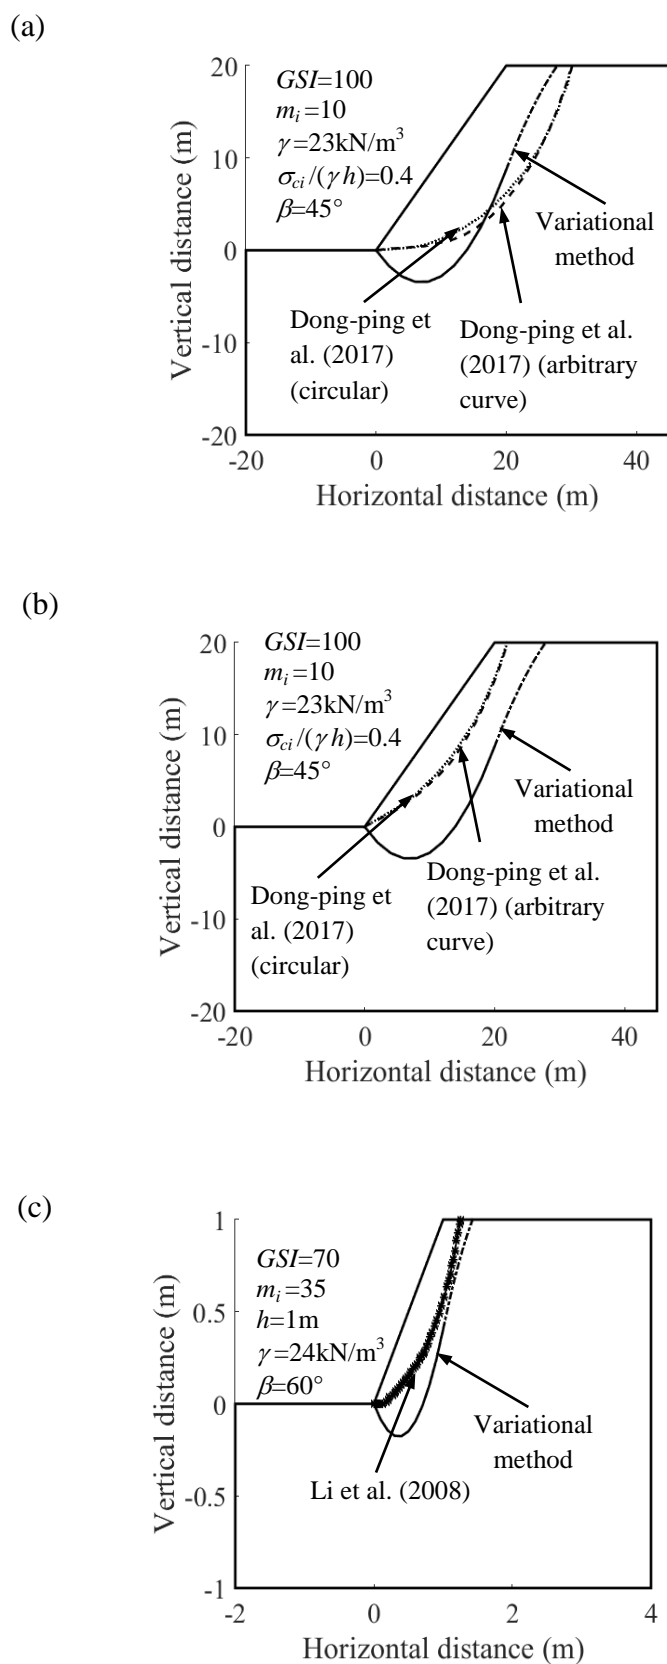 (a)
20
10
0
-10
-20
-20
0
20
40
Vertical distance (m)
Horizontal distance (m)
GSI=100
m_i=10
γ=23kN/m³
σ_ci/(γh)=0.4
β=45°
Variational
method
Dong-ping et
al. (2017)
(circular)
Dong-ping et al.
(2017) (arbitrary
curve)
(b)
20
10
0
-10
-20
-20
0
20
40
Vertical distance (m)
Horizontal distance (m)
GSI=100
m_i=10
γ=23kN/m³
σ_ci/(γh)=0.4
β=45°
Variational
method
Dong-ping et
al. (2017)
(circular)
Dong-ping et al.
(2017) (arbitrary
curve)
(c)
1
0.5
0
-0.5
-1
-2
0
2
4
Vertical distance (m)
Horizontal distance (m)
GSI=70
m_i=35
h=1m
γ=24kN/m³
β=60°
Variational
method
Li et al. (2008)